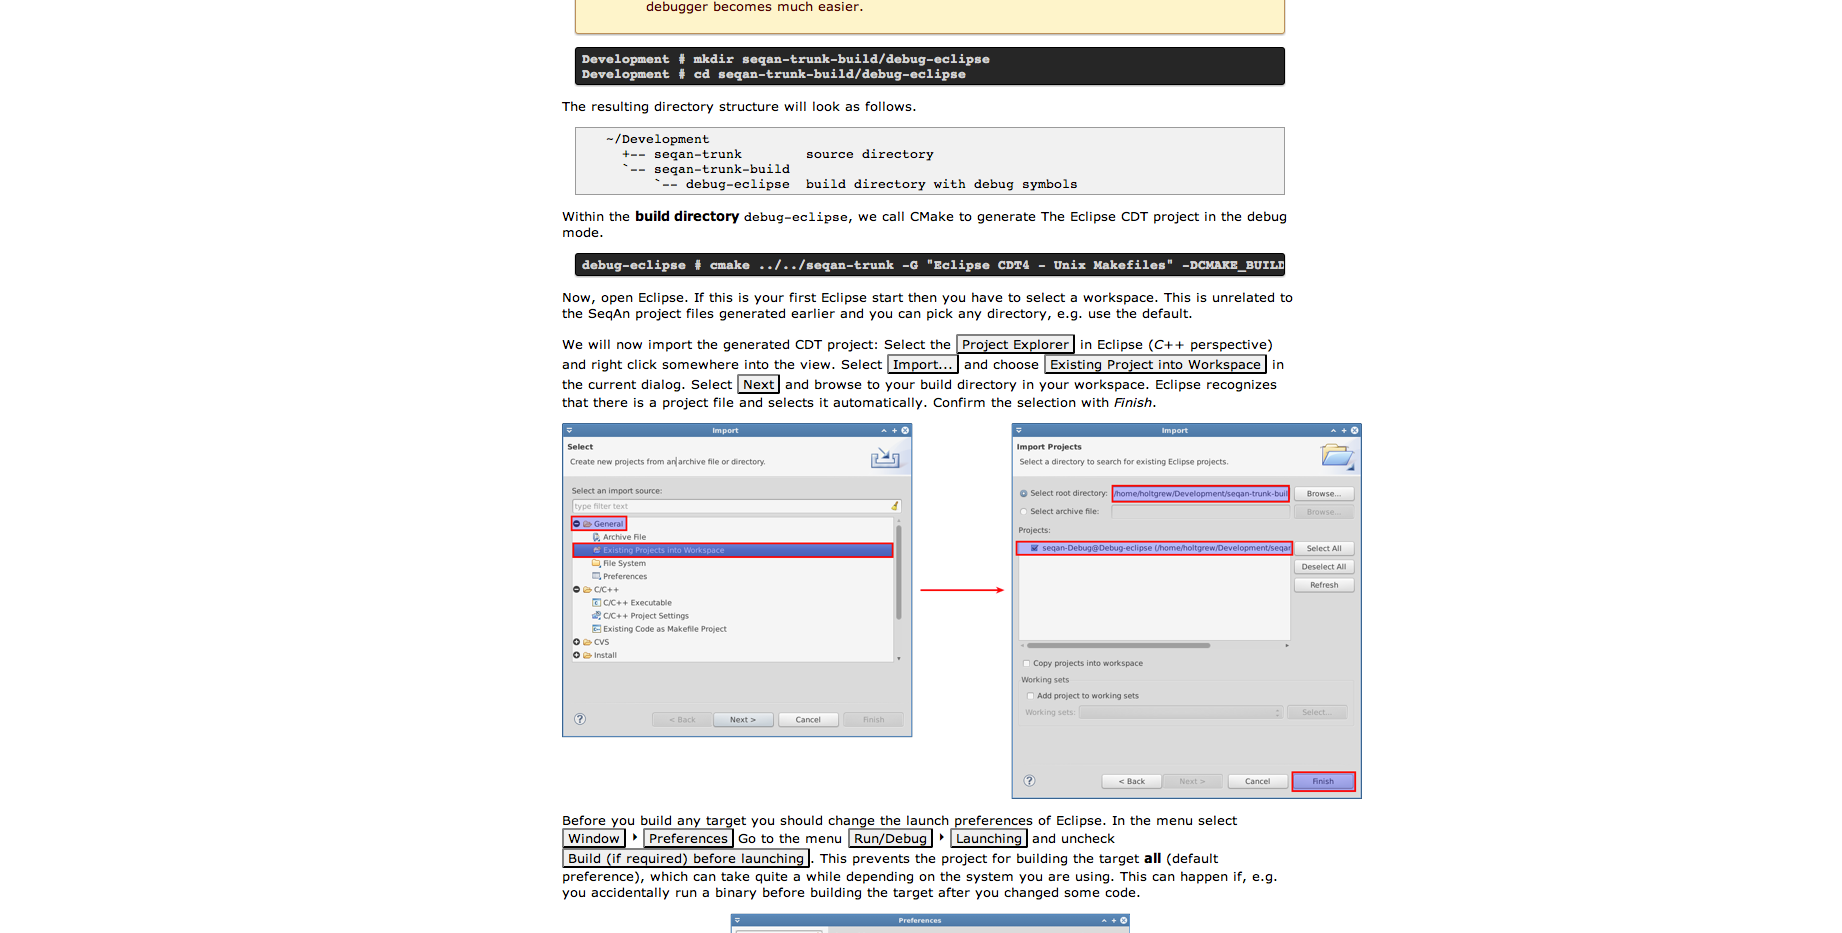 debugger becomes much easier.
Development # mkdir seqan-trunk-build/debug-eclipse
Development # cd seqan-trunk-build/debug-eclipse
The resulting directory structure will look as follows.
~/Development
+-- seqan-trunk        source directory
`-- seqan-trunk-build
`-- debug-eclipse  build directory with debug symbols
Within the build directory debug-eclipse, we call CMake to generate The Eclipse CDT project in the debug
mode.
debug-eclipse # cmake ../../seqan-trunk -G "Eclipse CDT4 - Unix Makefiles" -DCMAKE_BUILD
Now, open Eclipse. If this is your first Eclipse start then you have to select a workspace. This is unrelated to
the SeqAn project files generated earlier and you can pick any directory, e.g. use the default.
We will now import the generated CDT project: Select the Project Explorer in Eclipse (C++ perspective)
and right click somewhere into the view. Select Import... and choose Existing Project into Workspace in
the current dialog. Select Next and browse to your build directory in your workspace. Eclipse recognizes
that there is a project file and selects it automatically. Confirm the selection with Finish.
Import
Select
Create new projects from an archive file or directory.
Select an import source:
type filter text
General
Archive File
Existing Projects into Workspace
File System
Preferences
C/C++
C/C++ Executable
C/C++ Project Settings
Existing Code as Makefile Project
CVS
Install
< Back
Next >
Cancel
Finish
Import
Import Projects
Select a directory to search for existing Eclipse projects.
Select root directory: /home/holtgrew/Development/seqan-trunk-buil Browse...
Select archive file: Browse...
Projects:
seqan-Debug@Debug-eclipse (/home/holtgrew/Development/seqan
Select All
Deselect All
Refresh
Copy projects into workspace
Working sets
Add project to working sets
Working sets: Select...
< Back
Next >
Cancel
Finish
Before you build any target you should change the launch preferences of Eclipse. In the menu select
Window ‣ Preferences Go to the menu Run/Debug ‣ Launching and uncheck
Build (if required) before launching. This prevents the project for building the target all (default
preference), which can take quite a while depending on the system you are using. This can happen if, e.g.
you accidentally run a binary before building the target after you changed some code.
Preferences